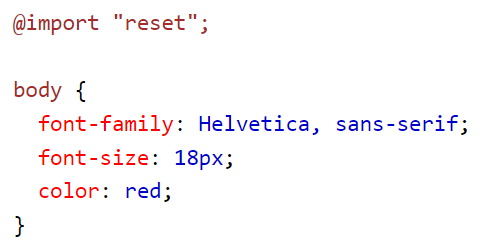 @import "reset";

body {
  font-family: Helvetica, sans-serif;
  font-size: 18px;
  color: red;
}